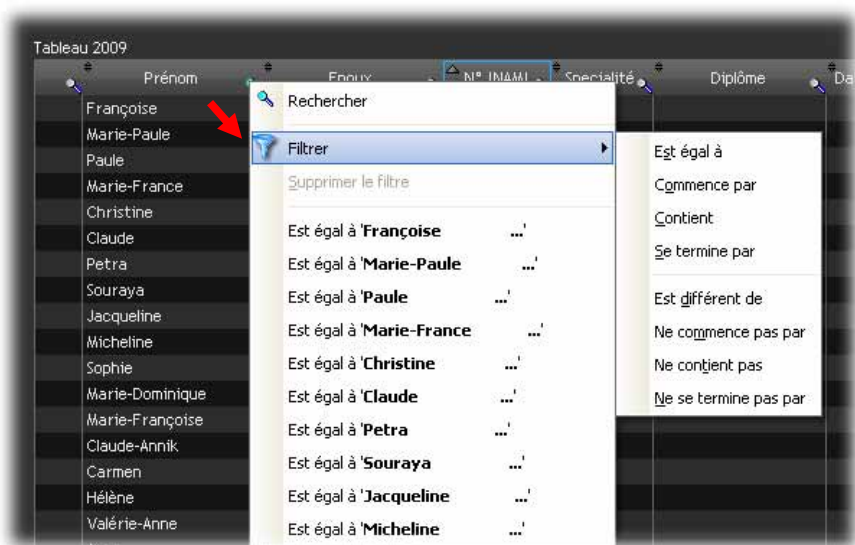 Tableau 2009
Prénom
Epoux
N° INAMI
Specialité
Diplôme
Da
Françoise
Marie-Paule
Paule
Marie-France
Christine
Claude
Petra
Souraya
Jacqueline
Micheline
Sophie
Marie-Dominique
Marie-Françoise
Claude-Annik
Carmen
Hélène
Valérie-Anne
Rechercher
Filtrer
Supprimer le filtre
Est égal à 'Françoise ...'
Est égal à 'Marie-Paule ...'
Est égal à 'Paule ...'
Est égal à 'Marie-France ...'
Est égal à 'Christine ...'
Est égal à 'Claude ...'
Est égal à 'Petra ...'
Est égal à 'Souraya ...'
Est égal à 'Jacqueline ...'
Est égal à 'Micheline ...'
Est égal à
Commence par
Contient
Se termine par
Est différent de
Ne commence pas par
Ne contient pas
Ne se termine pas par